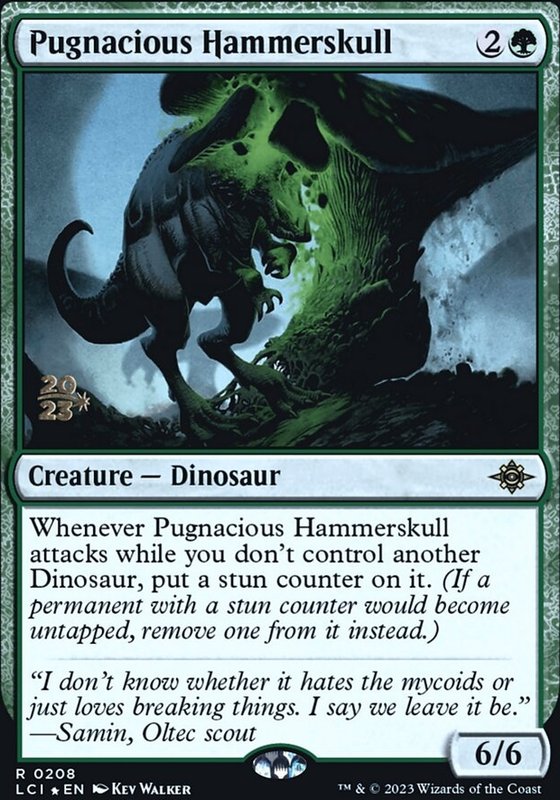 Pugnacious Hammerskull 2
20
23
Creature — Dinosaur
Whenever Pugnacious Hammerskull
attacks while you don’t control another
Dinosaur, put a stun counter on it. (If a
permanent with a stun counter would become
untapped, remove one from it instead.)
“I don’t know whether it hates the mycoids or
just loves breaking things. I say we leave it be.”
—Samin, Oltec scout
6/6
R 0208
LCI ★ EN Kev Walker
™ & © 2023 Wizards of the Coast